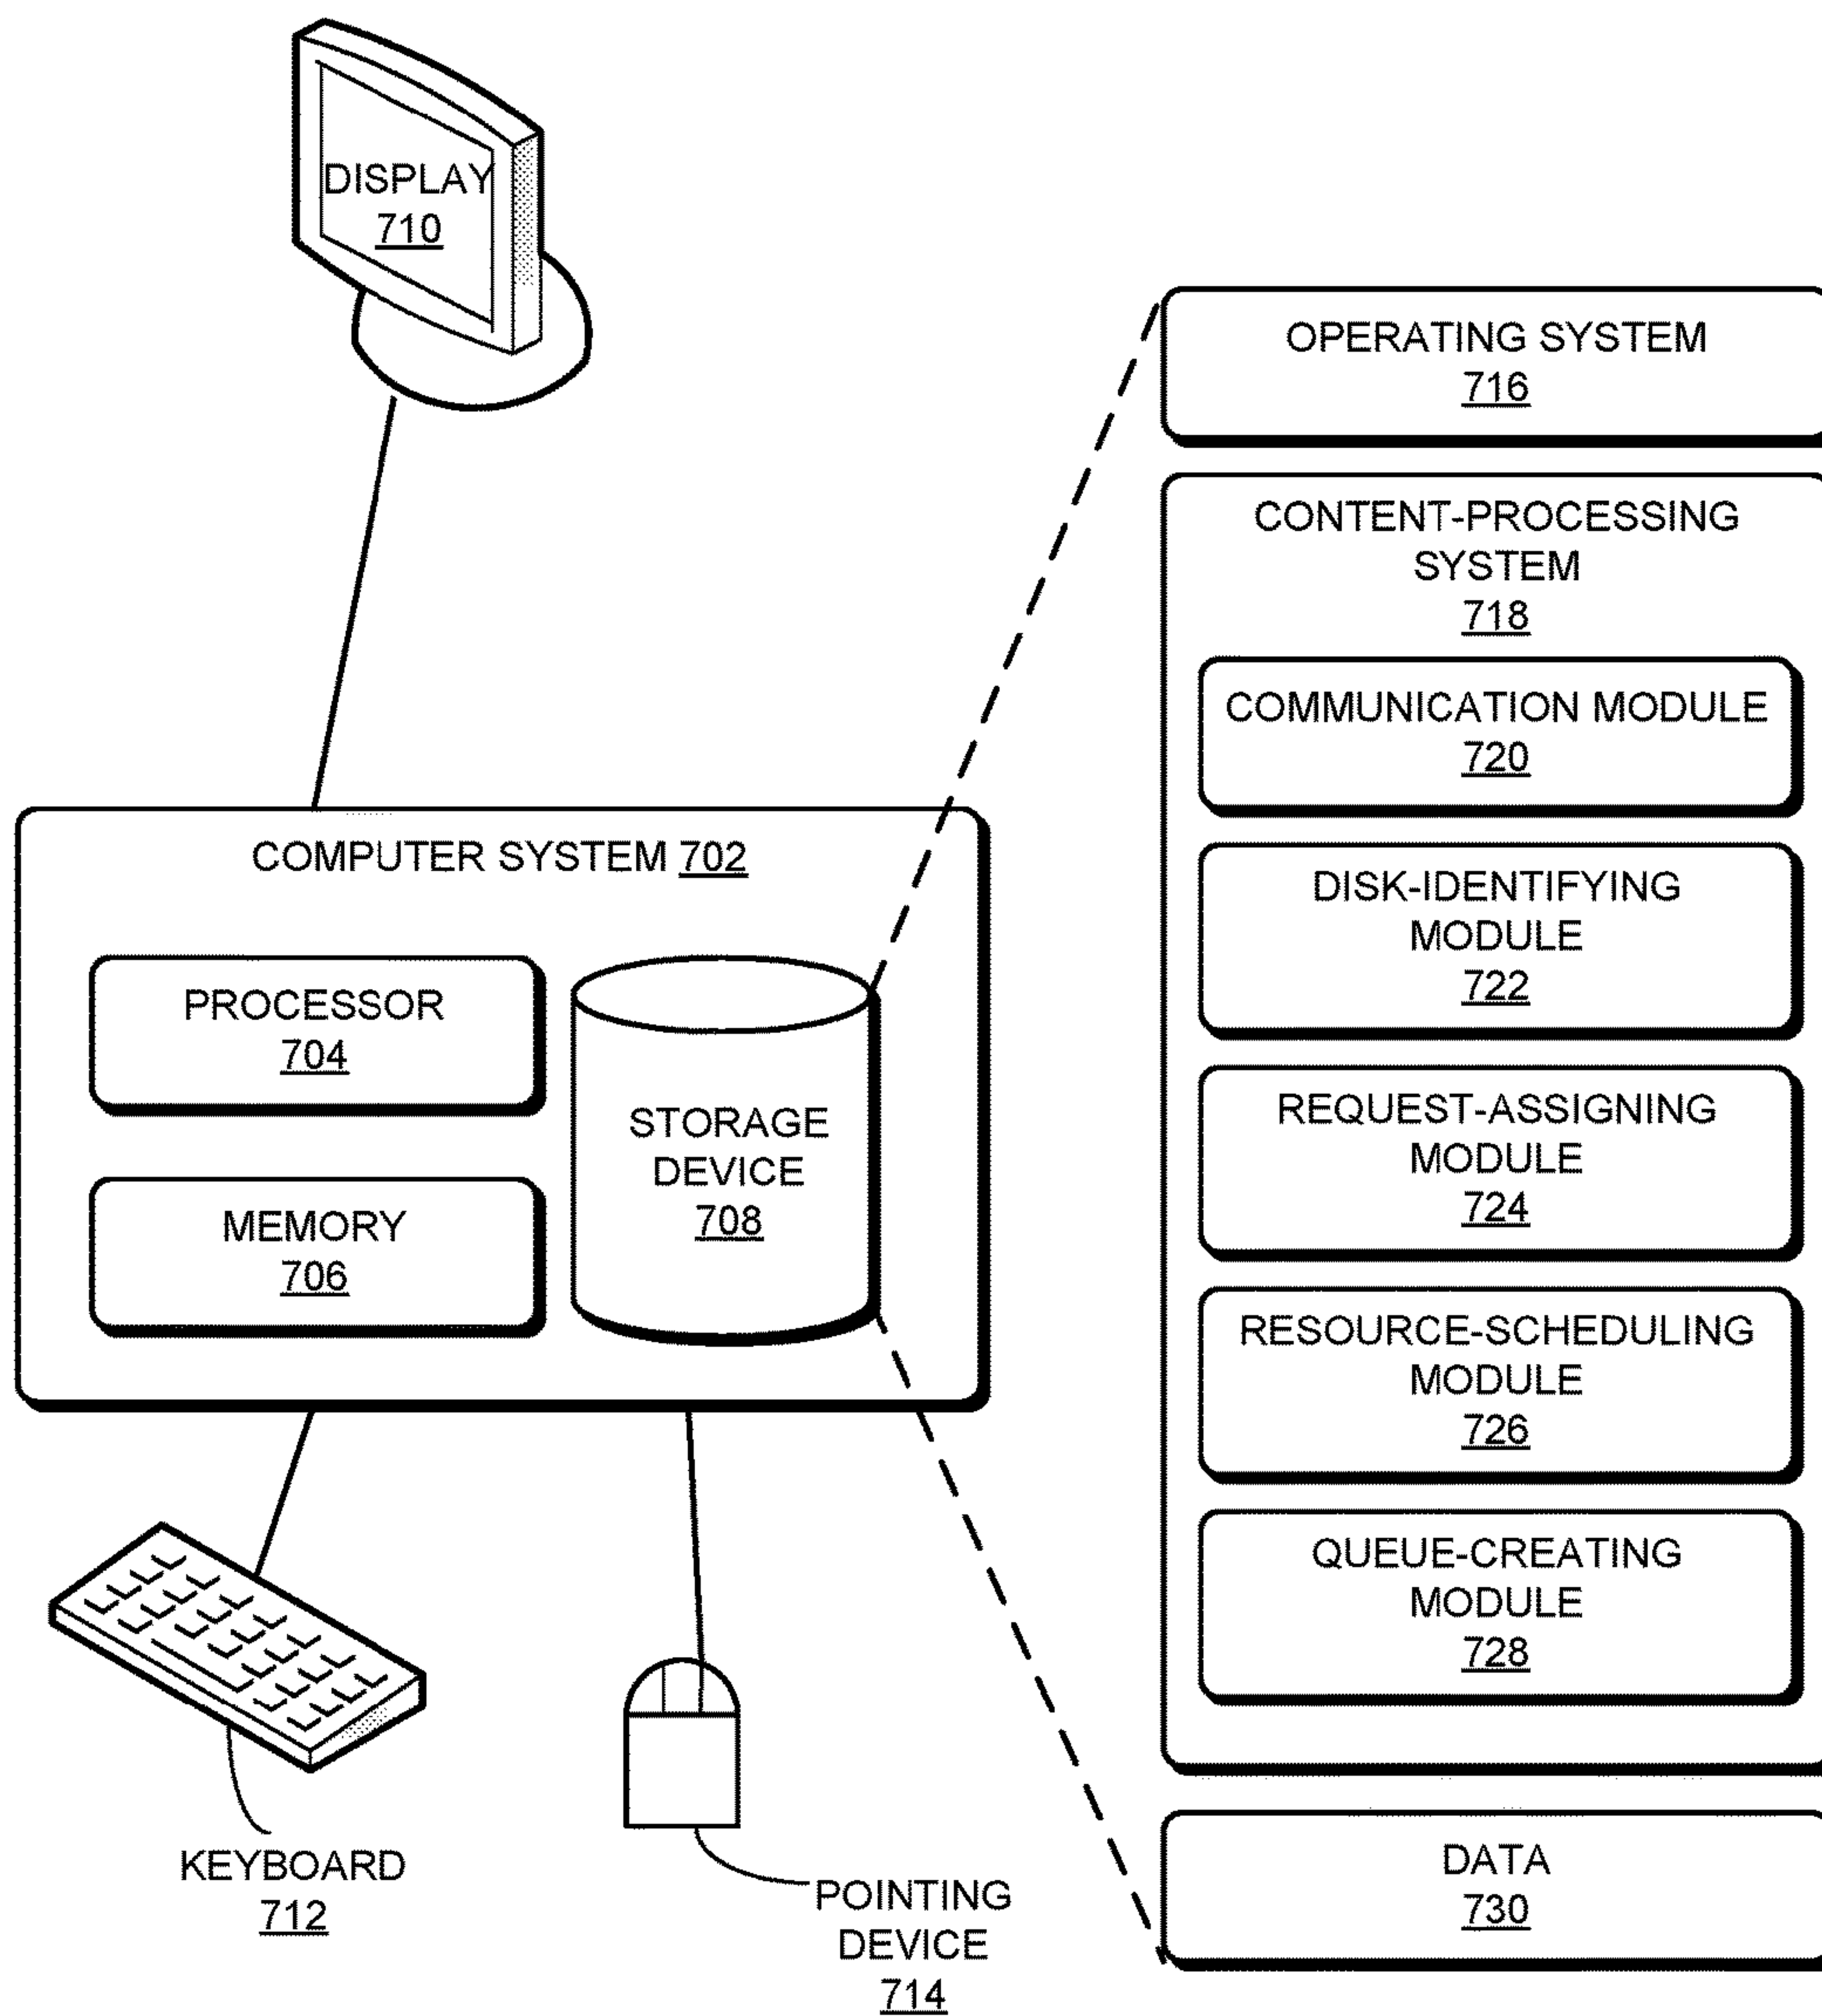 DISPLAY
710
COMPUTER SYSTEM 702
PROCESSOR
704
MEMORY
706
STORAGE
DEVICE
708
KEYBOARD
712
POINTING
DEVICE
714
OPERATING SYSTEM
716
CONTENT-PROCESSING
SYSTEM
718
COMMUNICATION MODULE
720
DISK-IDENTIFYING
MODULE
722
REQUEST-ASSIGNING
MODULE
724
RESOURCE-SCHEDULING
MODULE
726
QUEUE-CREATING
MODULE
728
DATA
730